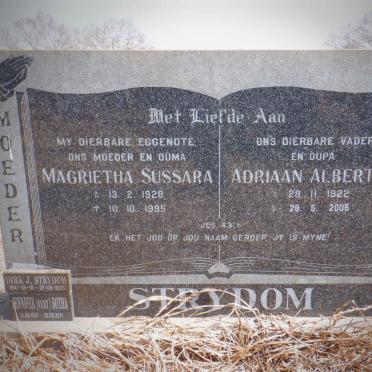 MOEDER
Met Liefde Aan
MY DIERBARE EGGENOTE
ONS MOEDER EN OUMA
MAGRIETHA SUSSARA
☆ 13. 2. 1928
† 10. 10. 1995
ONS DIERBARE VADER
EN OUPA
ADRIAAN ALBERT
☆ 28. 11. 1922
† 28. 5. 2006
JES. 43:1
EK HET JOU OP JOU NAAM GEROEP, JY IS MYNE!
STRYDOM
DIRK J. STRYDOM
BOTHA